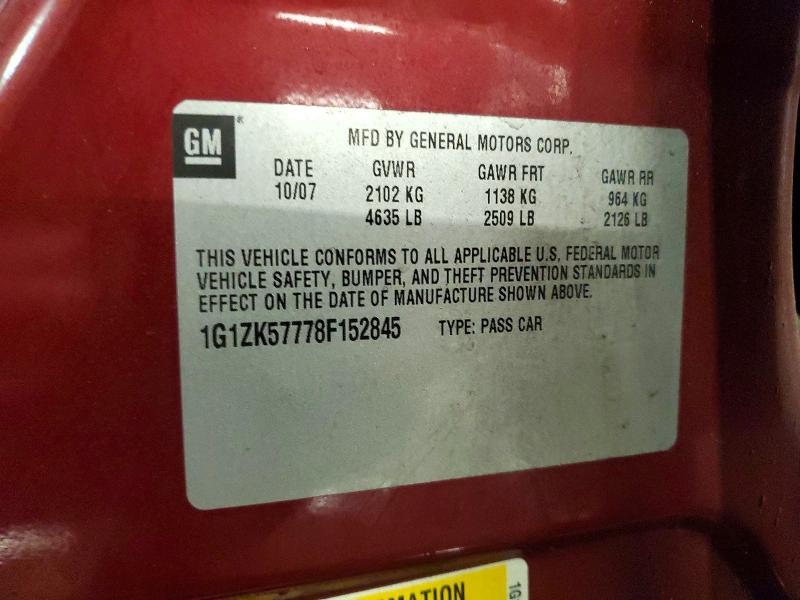 GM
MFD BY GENERAL MOTORS CORP.
DATE GVWR GAWR FRT GAWR RR
10/07 2102 KG 1138 KG 964 KG
4635 LB 2509 LB 2126 LB
THIS VEHICLE CONFORMS TO ALL APPLICABLE U.S. FEDERAL MOTOR
VEHICLE SAFETY, BUMPER, AND THEFT PREVENTION STANDARDS IN
EFFECT ON THE DATE OF MANUFACTURE SHOWN ABOVE.
1G1ZK57778F152845 TYPE: PASS CAR